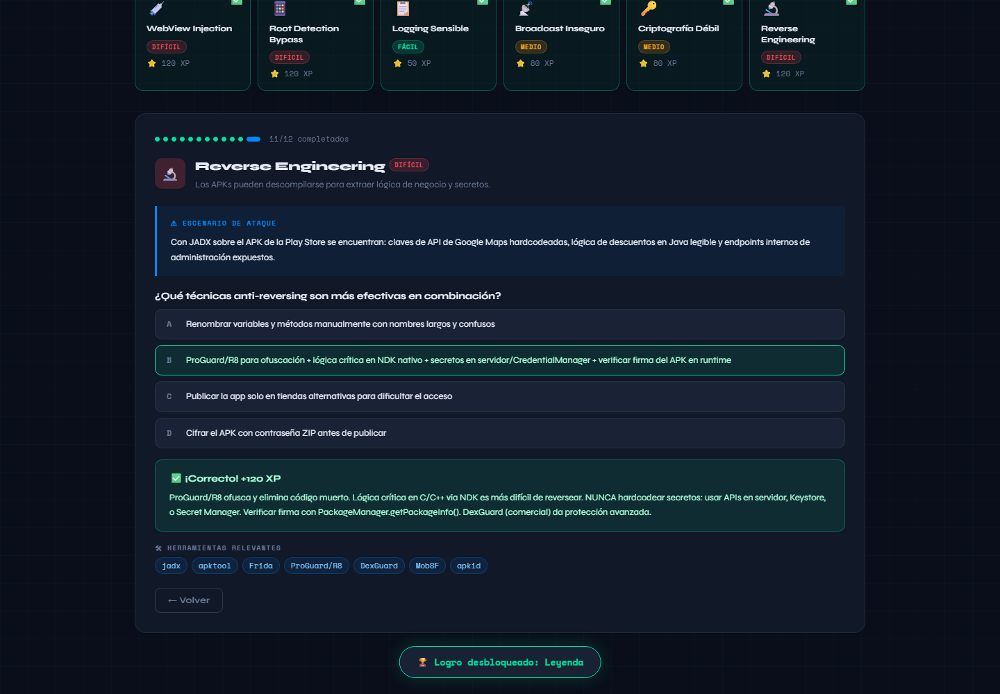 WebView Injection
DIFÍCIL
120 XP
Root Detection
Bypass
DIFÍCIL
120 XP
Logging Sensible
FÁCIL
50 XP
Broadcast Inseguro
MEDIO
80 XP
Criptografía Débil
MEDIO
80 XP
Reverse
Engineering
DIFÍCIL
120 XP
11/12 completados
Reverse Engineering DIFÍCIL
Los APKs pueden descompilarse para extraer lógica de negocio y secretos.
⚠ ESCENARIO DE ATAQUE
Con JADX sobre el APK de la Play Store se encuentran: claves de API de Google Maps hardcodeadas, lógica de descuentos en Java legible y endpoints internos de
administración expuestos.
¿Qué técnicas anti-reversing son más efectivas en combinación?
A Renombrar variables y métodos manualmente con nombres largos y confusos
B ProGuard/R8 para ofuscación + lógica crítica en NDK nativo + secretos en servidor/CredentialManager + verificar firma del APK en runtime
C Publicar la app solo en tiendas alternativas para dificultar el acceso
D Cifrar el APK con contraseña ZIP antes de publicar
✅ ¡Correcto! +120 XP
ProGuard/R8 ofusca y elimina código muerto. Lógica crítica en C/C++ via NDK es más difícil de reversear. NUNCA hardcodear secretos: usar APIs en servidor, Keystore,
o Secret Manager. Verificar firma con PackageManager.getPackageInfo(). DexGuard (comercial) da protección avanzada.
🛠 HERRAMIENTAS RELEVANTES
jadx apktool Frida ProGuard/R8 DexGuard MobSF apkid
← Volver
🏆 Logro desbloqueado: Leyenda